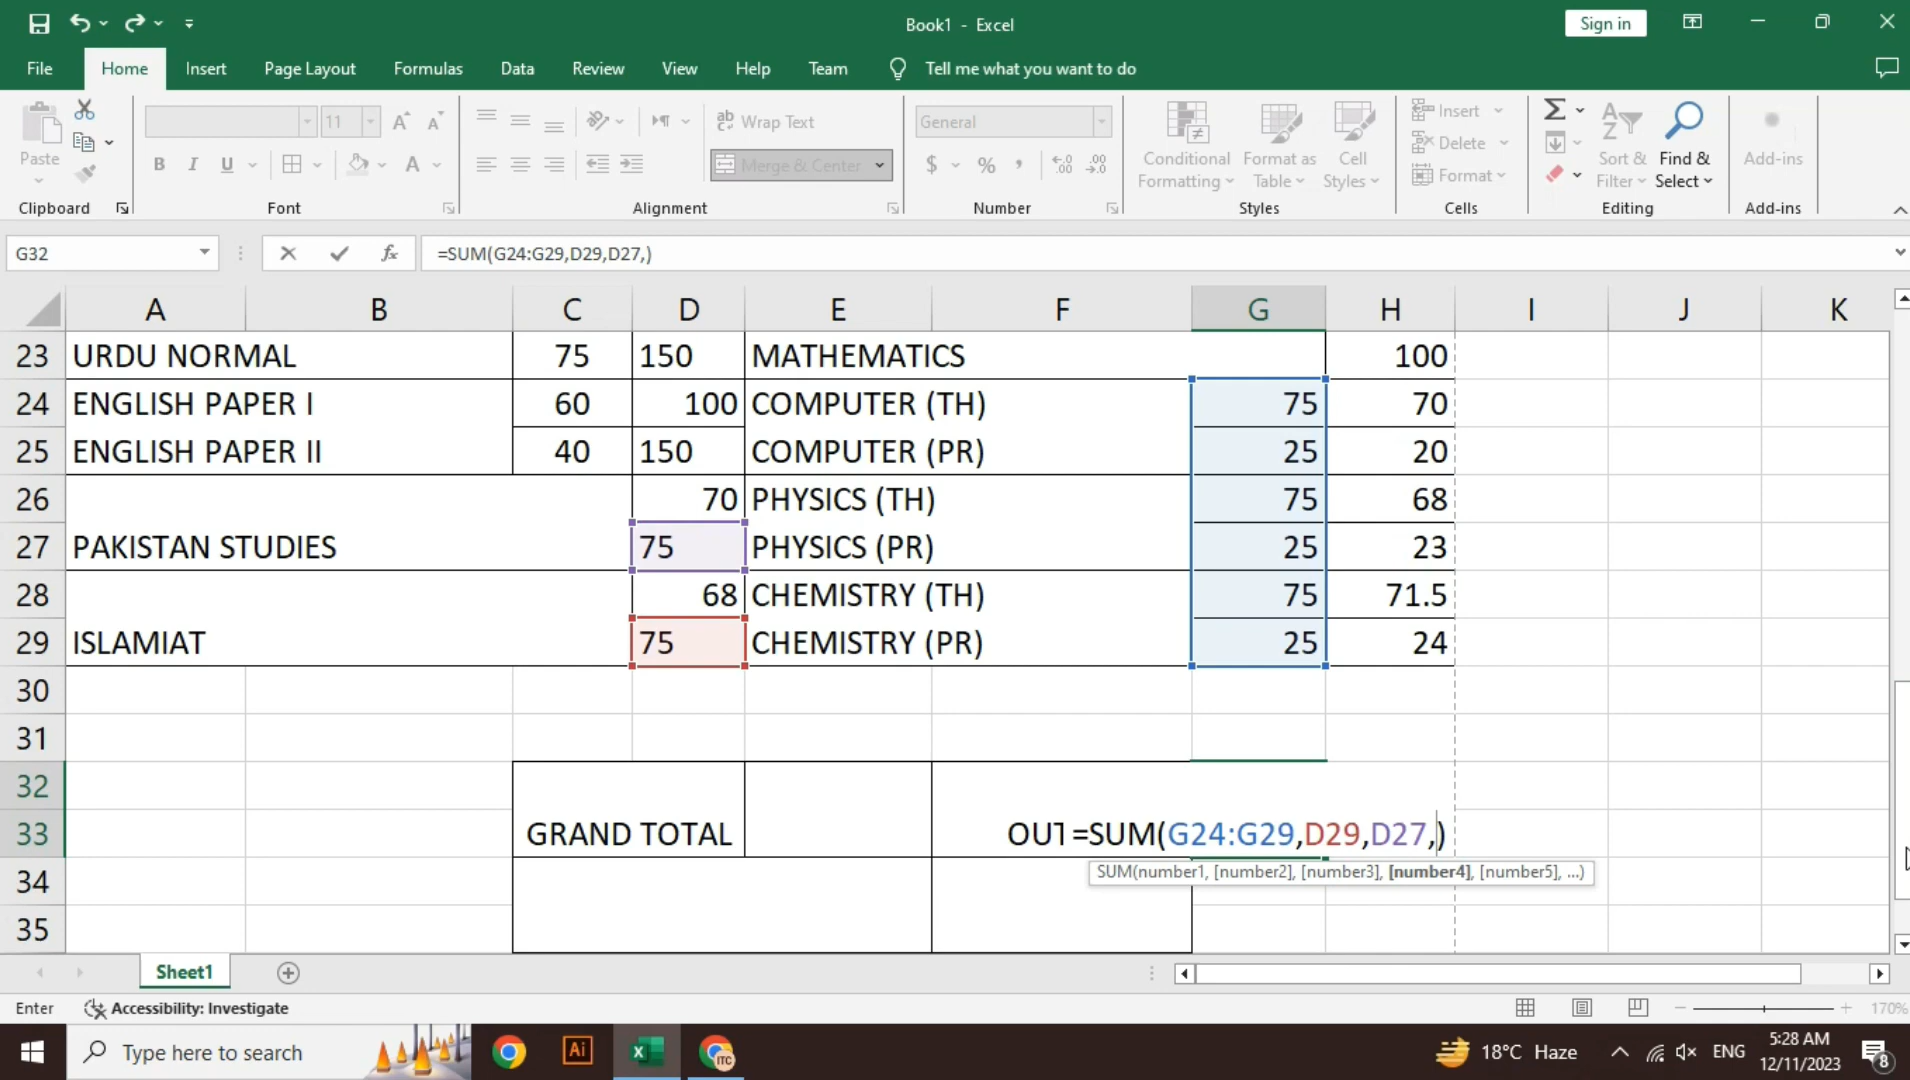 Book1 - Excel
Sign in
File Home Insert Page Layout Formulas Data Review View Help Team Tell me what you want to do
Paste
Clipboard
11
B I U A
Font
ab Wrap Text
Merge & Center
Alignment
General
$ % ,
Number
Conditional Formatting
Format as Table
Cell Styles
Styles
Insert
Delete
Format
Cells
Sort & Filter
Find & Select
Editing
Add-ins
Add-ins
G32 fx =SUM(G24:G29,D29,D27,)
A B C D E F G H I J K
23 URDU NORMAL 75 150 MATHEMATICS 100
24 ENGLISH PAPER I 60 100 COMPUTER (TH) 75 70
25 ENGLISH PAPER II 40 150 COMPUTER (PR) 25 20
26 70 PHYSICS (TH) 75 68
27 PAKISTAN STUDIES 75 PHYSICS (PR) 25 23
28 68 CHEMISTRY (TH) 75 71.5
29 ISLAMIAT 75 CHEMISTRY (PR) 25 24
30
31
32
33 GRAND TOTAL OUT =SUM(G24:G29,D29,D27,)
SUM(number1, [number2], [number3], [number4], [number5], ...)
34
35
Sheet1
Enter Accessibility: Investigate 170%
Type here to search Ai ITC 18°C Haze ENG 5:28 AM
12/11/2023
8